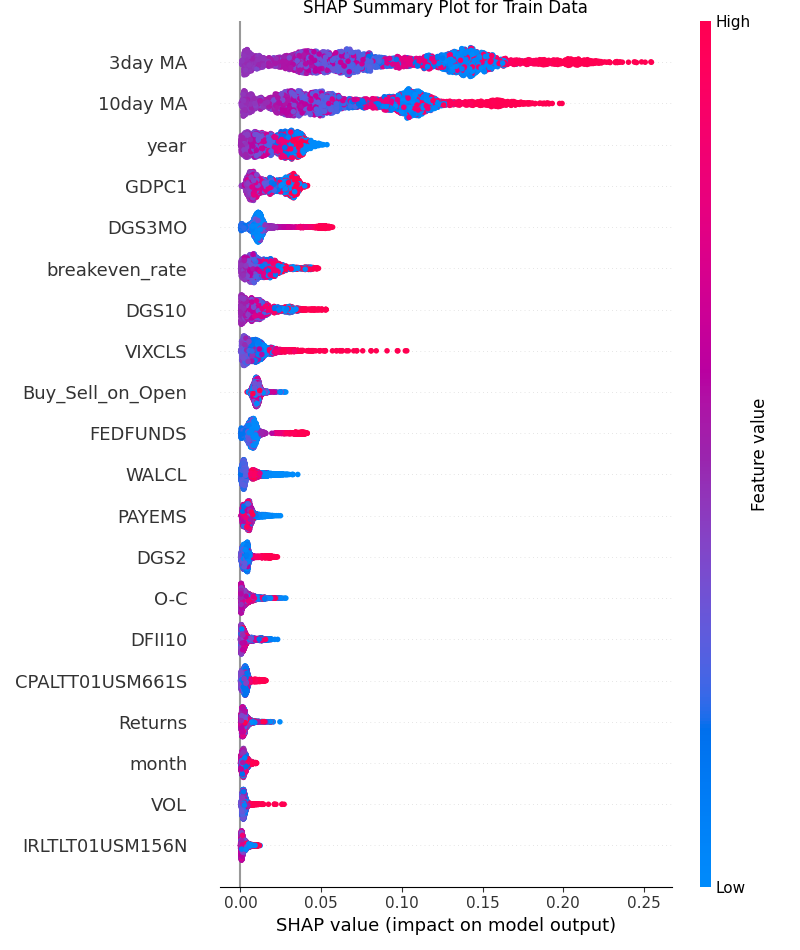 SHAP Summary Plot for Train Data
High
3day MA
10day MA
year
GDPC1
DGS3MO
breakeven_rate
DGS10
VIXCLS
Buy_Sell_on_Open
FEDFUNDS
WALCL
PAYEMS
DGS2
O-C
DFII10
CPALTT01USM661S
Returns
month
VOL
IRLTLT01USM156N
Feature value
Low
0.00 0.05 0.10 0.15 0.20 0.25
SHAP value (impact on model output)